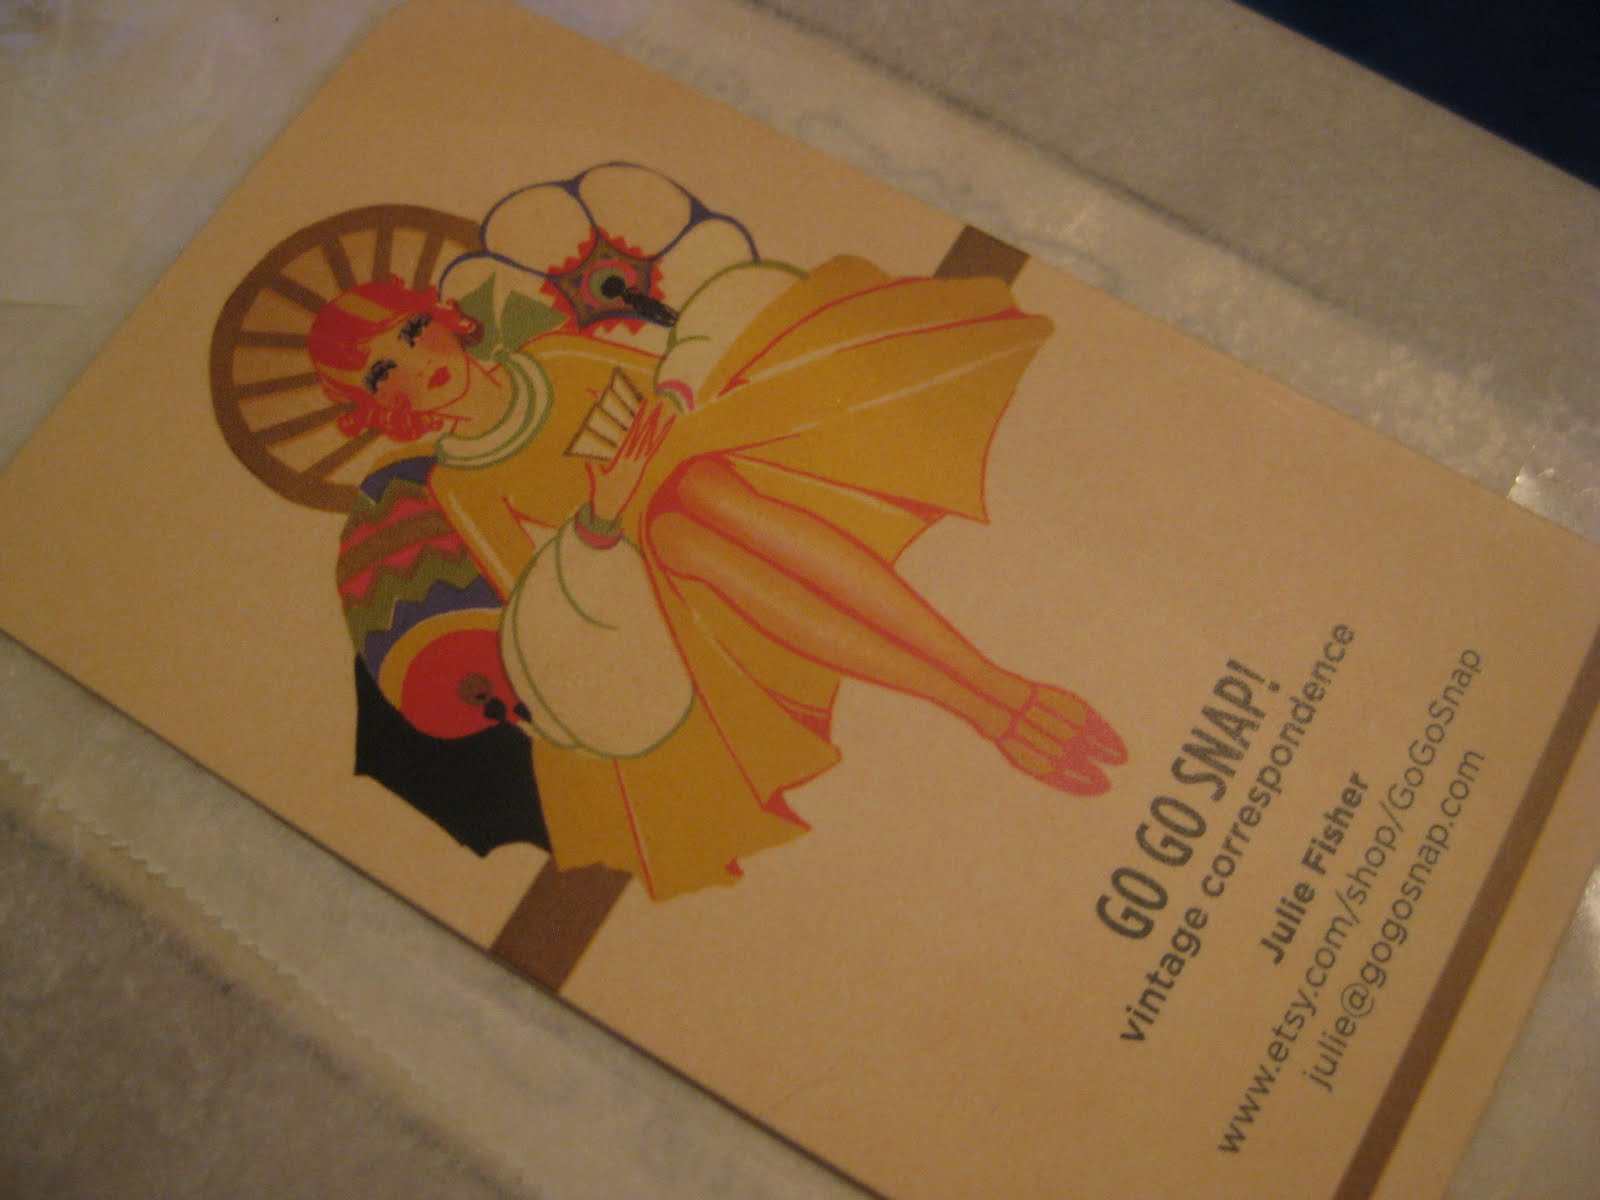 GO GO SNAP!
vintage correspondence
Julie Fisher
www.etsy.com/shop/GoGoSnap
julie@gogosnap.com